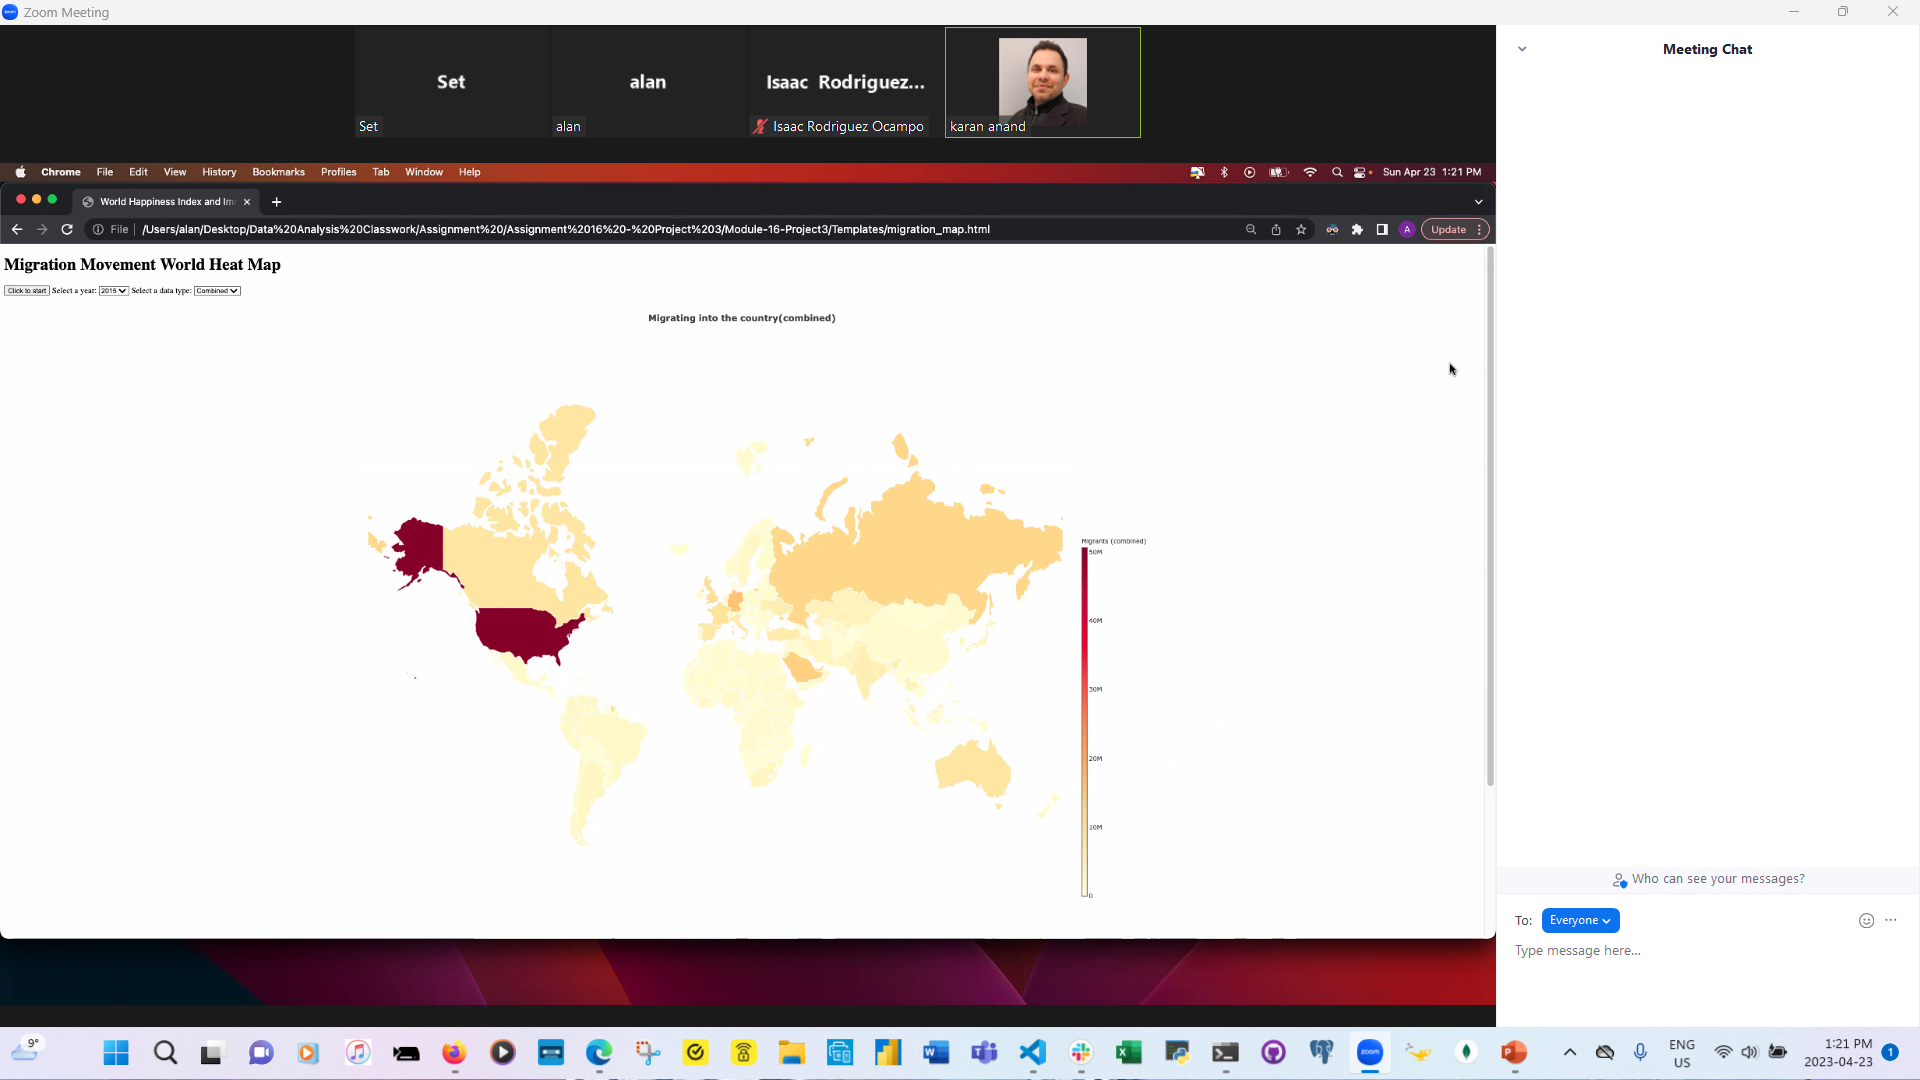 Zoom Meeting
Set
alan
Isaac Rodriguez...
Set
alan
Isaac Rodriguez Ocampo
karan anand
Meeting Chat
Chrome File Edit View History Bookmarks Profiles Tab Window Help
Sun Apr 23 1:21 PM
World Happiness Index and Im
File
/Users/alan/Desktop/Data%20Analysis%20Classwork/Assignment%20/Assignment%2016%20-%20Project%203/Module-16-Project3/Templates/migration_map.html
A
Update
Migration Movement World Heat Map
Click to start Select a year: 2015 Select a data type: Combined
Migrating into the country(combined)
Migrants (combined)
50M
40M
30M
20M
10M
0
Who can see your messages?
To: Everyone
Type message here...
9°
zoom
ENG
US
1:21 PM
2023-04-23
1